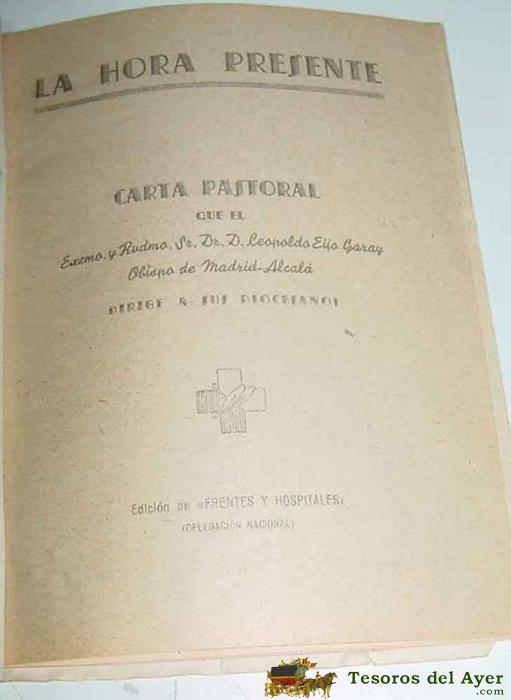 LA HORA PRESENTE
CARTA PASTORAL
QUE EL
Excmo. y Rvdmo. Sr. Dr. D. Leopoldo Eijo Garay
Obispo de Madrid-Alcalá
DIRIGE A SUS DIOCESANOS
Edición de «FRENTES Y HOSPITALES»
(DELEGACIÓN NACIONAL)
Tesoros del Ayer
.com